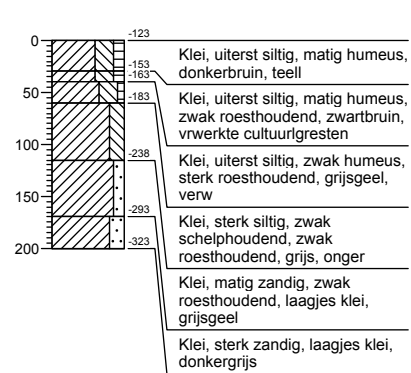 0
50
100
150
200
-123
-153
-163
-183
-238
-293
-323
Klei, uiterst siltig, matig humeus,
donkerbruin, teell
Klei, uiterst siltig, matig humeus,
zwak roesthoudend, zwartbruin,
vrwerkte cultuurlgresten
Klei, uiterst siltig, zwak humeus,
sterk roesthoudend, grijsgeel,
verw
Klei, sterk siltig, zwak
schelphoudend, zwak
roesthoudend, grijs, onger
Klei, matig zandig, zwak
roesthoudend, laagjes klei,
grijsgeel
Klei, sterk zandig, laagjes klei,
donkergrijs